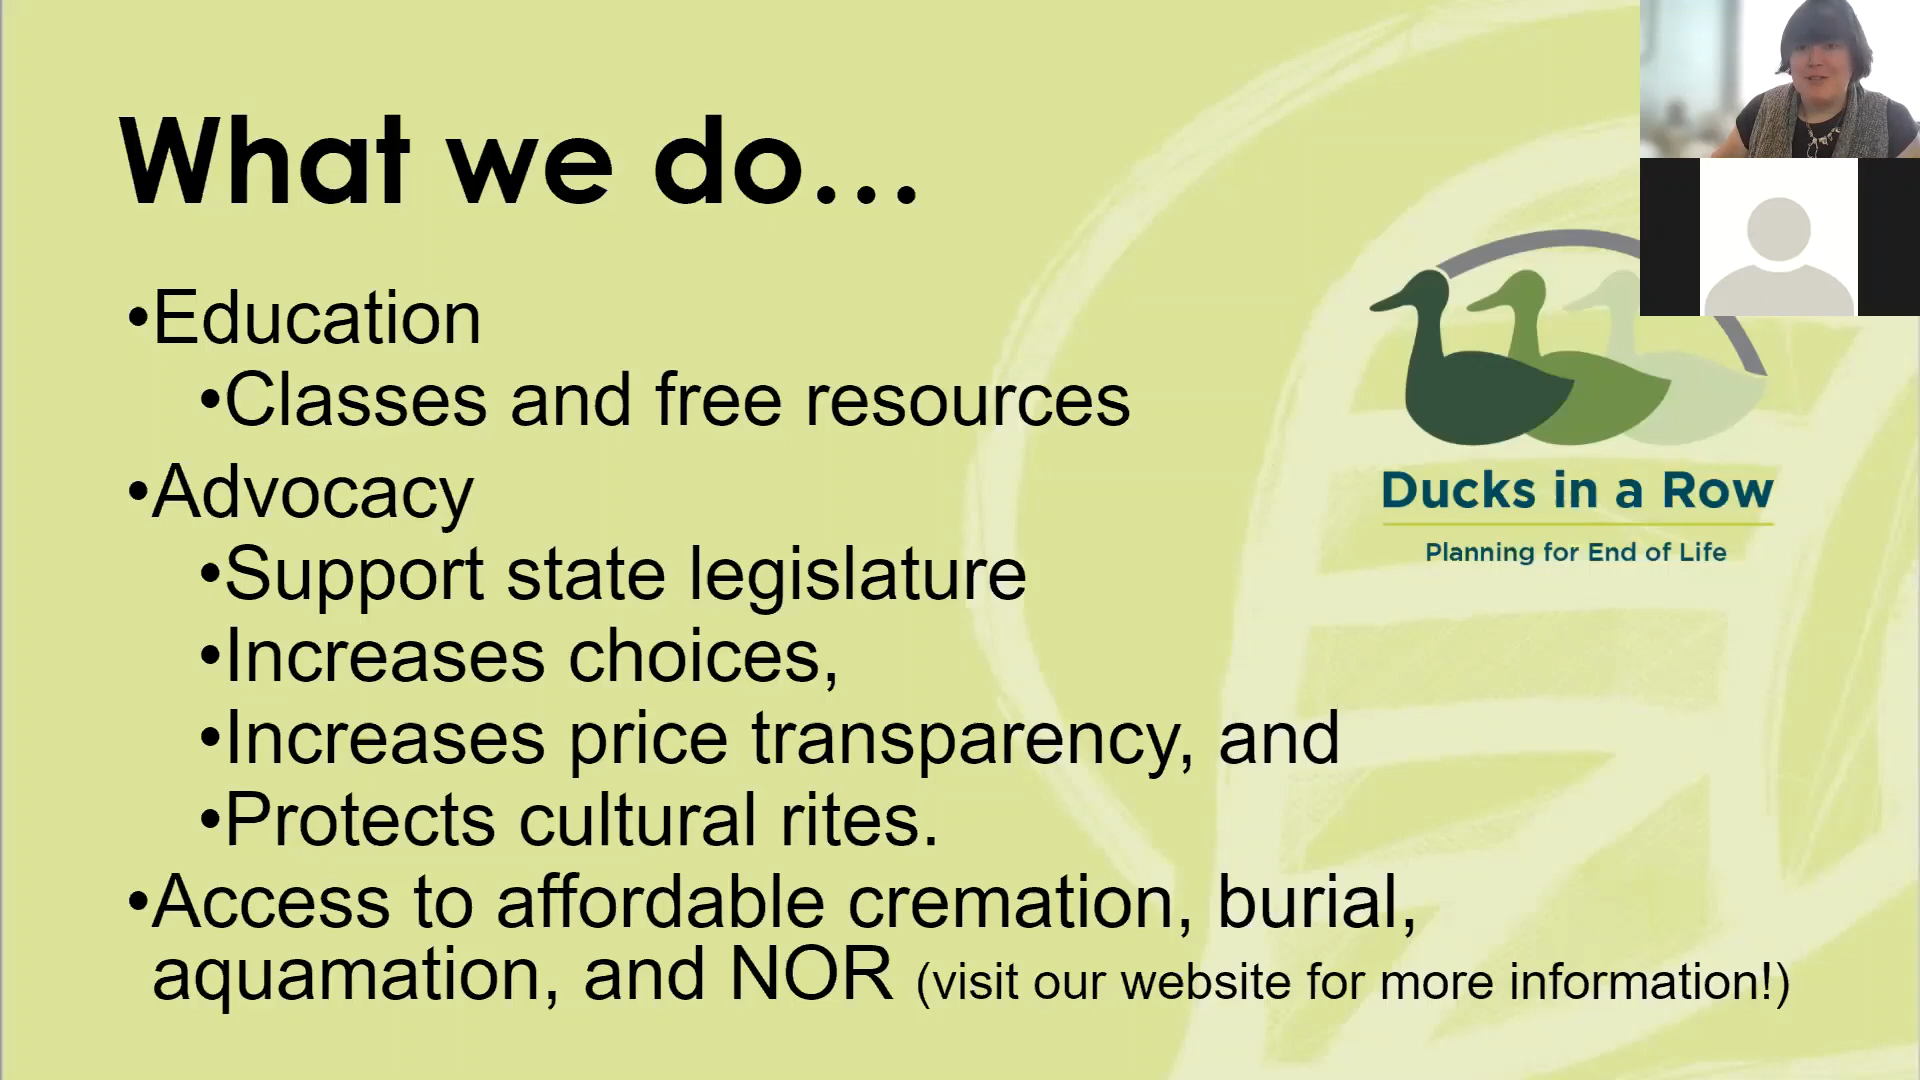 What we do…
•Education
•Classes and free resources
•Advocacy
•Support state legislature
•Increases choices,
•Increases price transparency, and
•Protects cultural rites.
•Access to affordable cremation, burial,
aquamation, and NOR (visit our website for more information!)
Ducks in a Row
Planning for End of Life